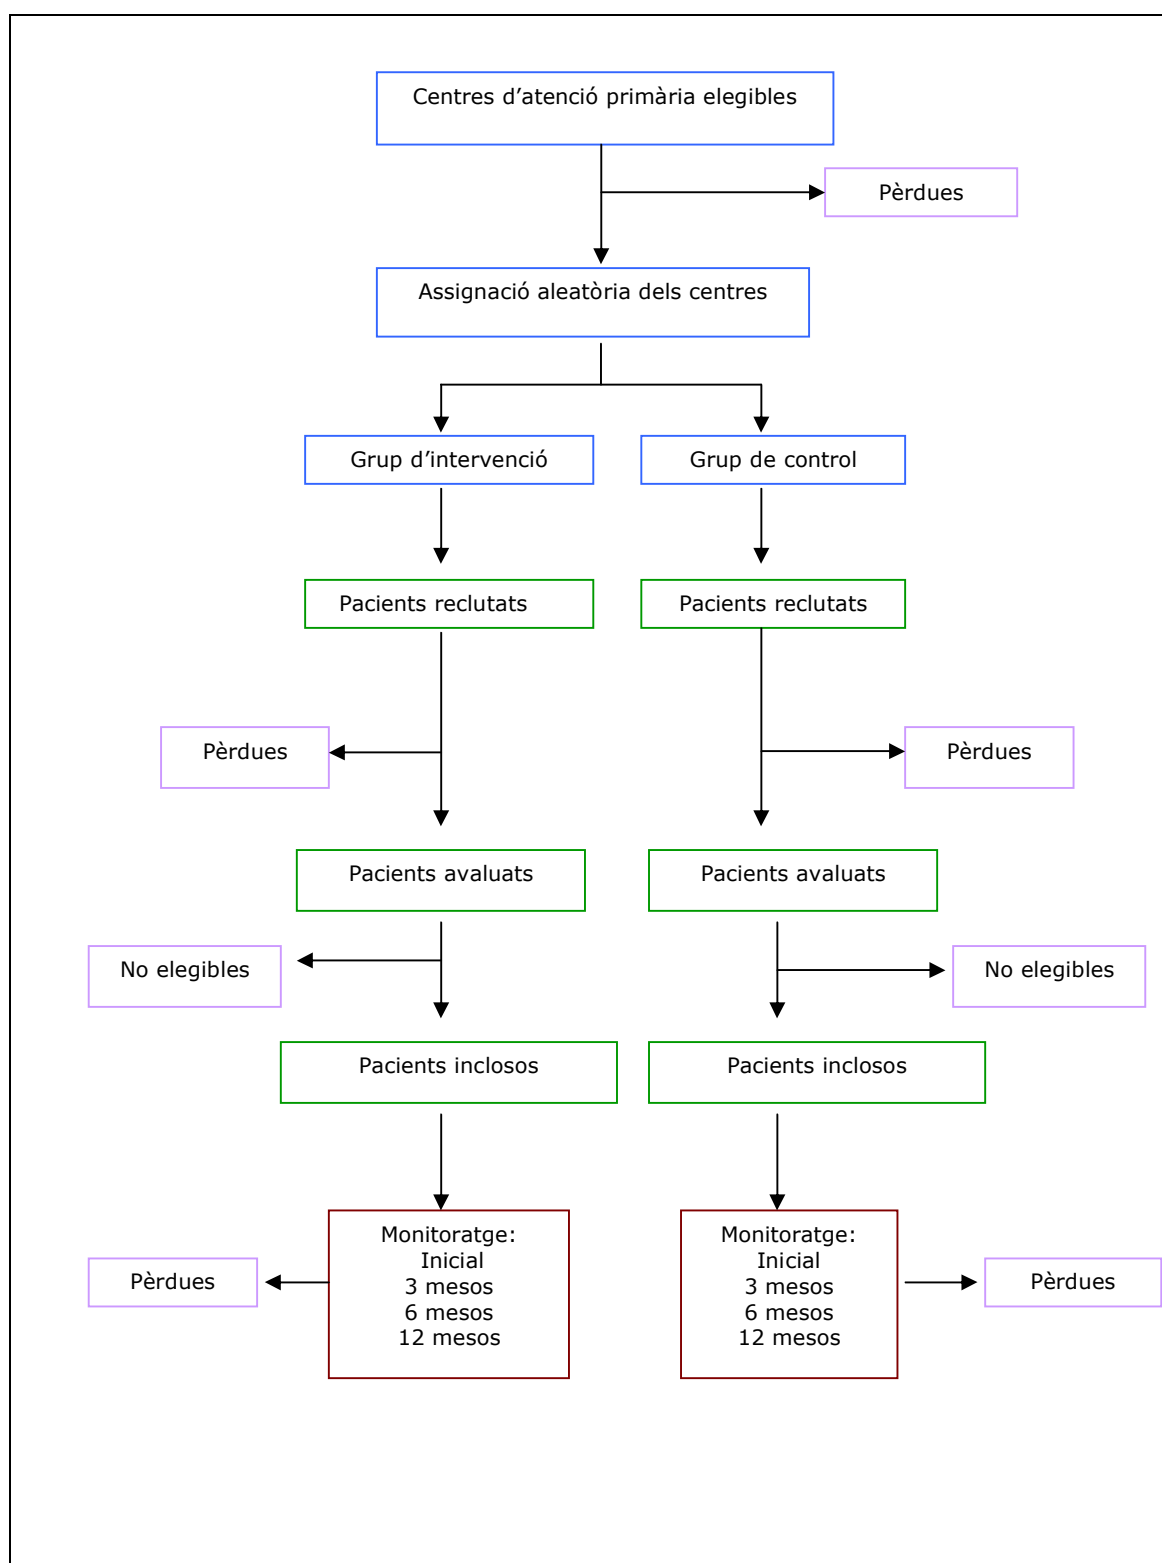 Centres d’atenció primària elegibles
Pèrdues
Assignació aleatòria dels centres
Grup d’intervenció
Grup de control
Pacients reclutats
Pacients reclutats
Pèrdues
Pèrdues
Pacients avaluats
Pacients avaluats
No elegibles
No elegibles
Pacients inclosos
Pacients inclosos
Monitoratge:
Inicial
3 mesos
6 mesos
12 mesos
Monitoratge:
Inicial
3 mesos
6 mesos
12 mesos
Pèrdues
Pèrdues